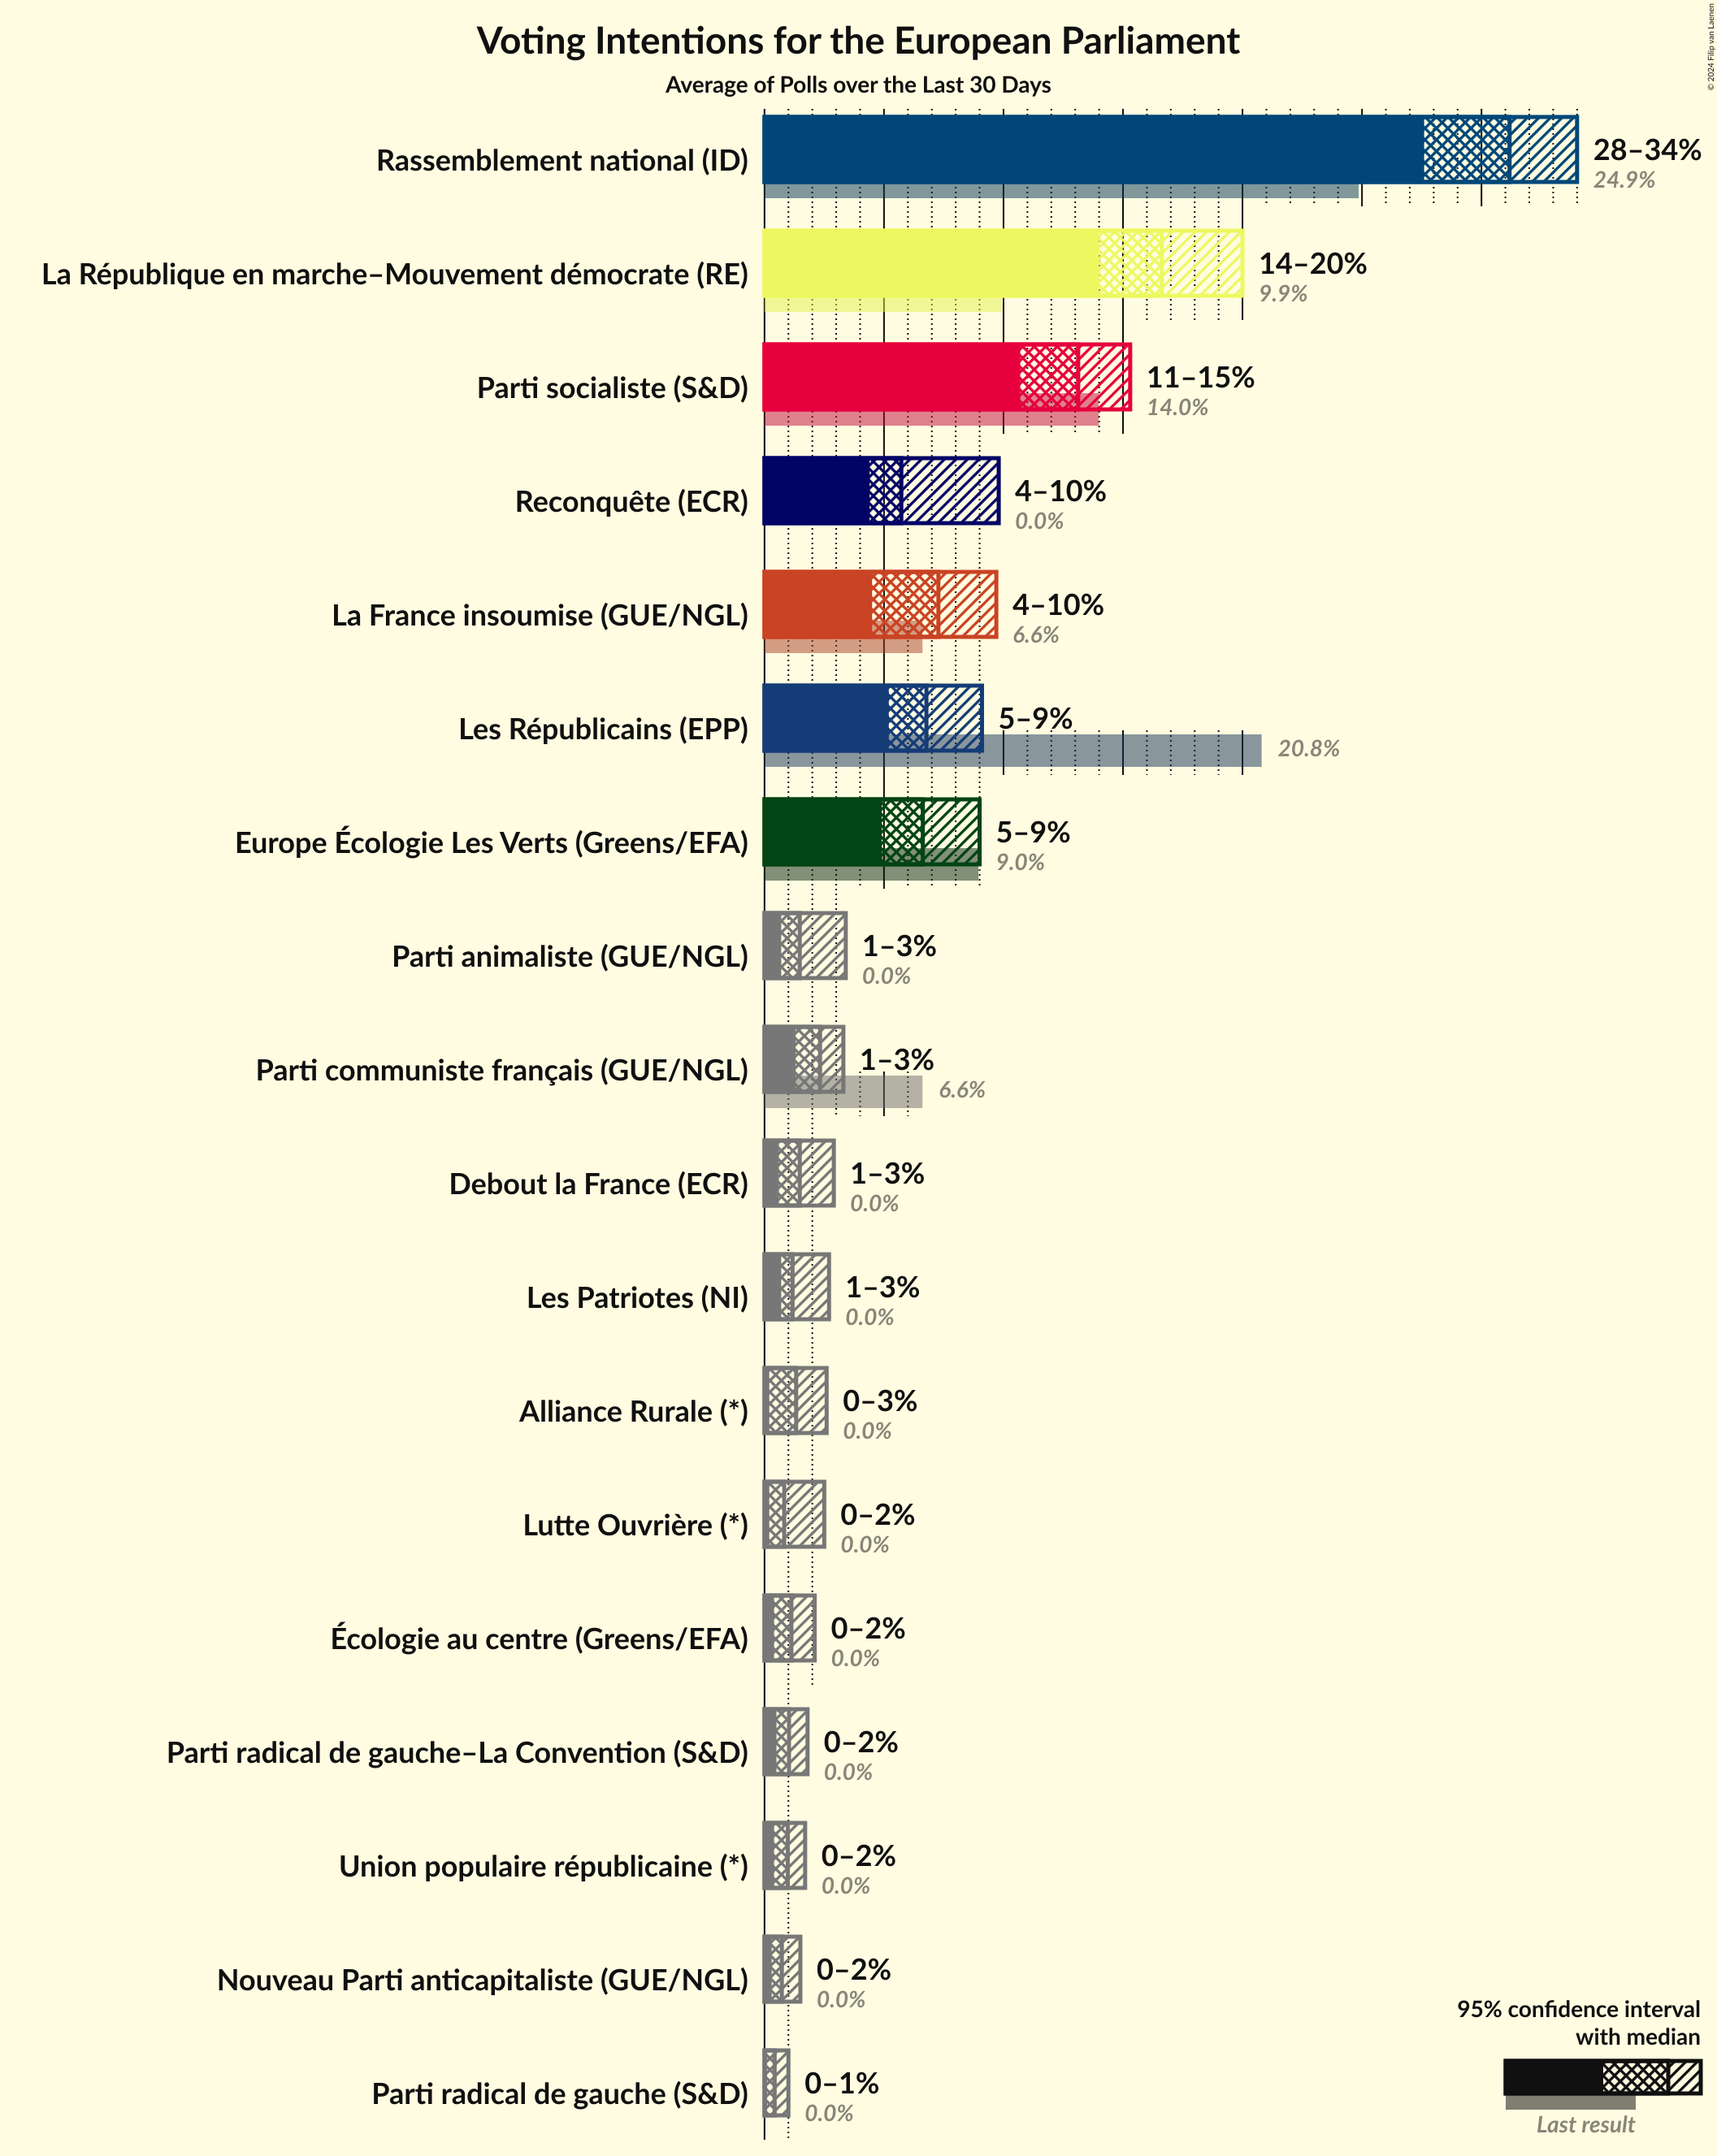 Voting Intentions for the European Parliament
Average of Polls over the Last 30 Days
© 2024 Filip van Laenen
Rassemblement national (ID)
28–34%
24.9%
La République en marche–Mouvement démocrate (RE)
14–20%
9.9%
Parti socialiste (S&D)
11–15%
14.0%
Reconquête (ECR)
4–10%
0.0%
La France insoumise (GUE/NGL)
4–10%
6.6%
Les Républicains (EPP)
5–9%
20.8%
Europe Écologie Les Verts (Greens/EFA)
5–9%
9.0%
Parti animaliste (GUE/NGL)
1–3%
0.0%
Parti communiste français (GUE/NGL)
1–3%
6.6%
Debout la France (ECR)
1–3%
0.0%
Les Patriotes (NI)
1–3%
0.0%
Alliance Rurale (*)
0–3%
0.0%
Lutte Ouvrière (*)
0–2%
0.0%
Écologie au centre (Greens/EFA)
0–2%
0.0%
Parti radical de gauche–La Convention (S&D)
0–2%
0.0%
Union populaire républicaine (*)
0–2%
0.0%
Nouveau Parti anticapitaliste (GUE/NGL)
0–2%
0.0%
Parti radical de gauche (S&D)
0–1%
0.0%
95% confidence interval
with median
Last result